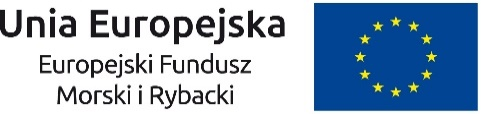 Unia Europejska
Europejski Fundusz
Morski i Rybacki